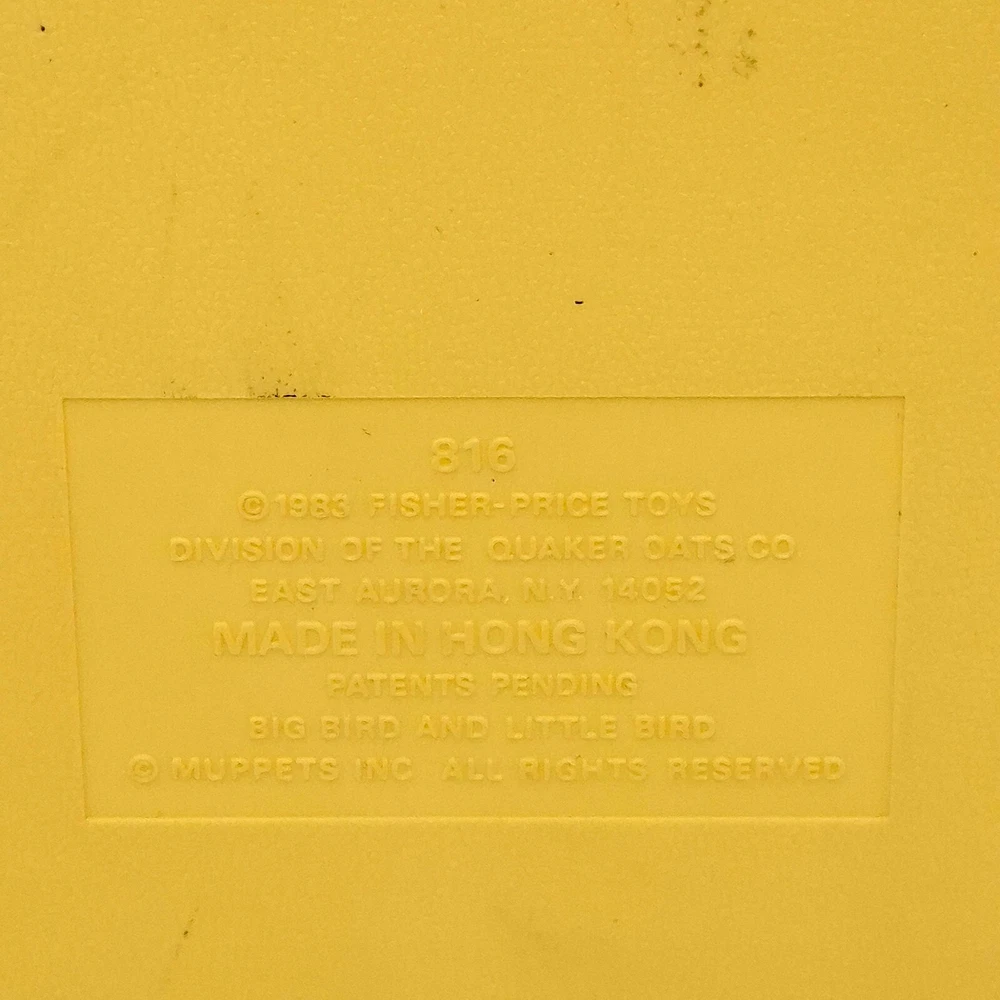 816
©1983 FISHER-PRICE TOYS
DIVISION OF THE QUAKER OATS CO.
EAST AURORA, N.Y. 14052
MADE IN HONG KONG
PATENTS PENDING
BIG BIRD AND LITTLE BIRD
© MUPPETS INC ALL RIGHTS RESERVED